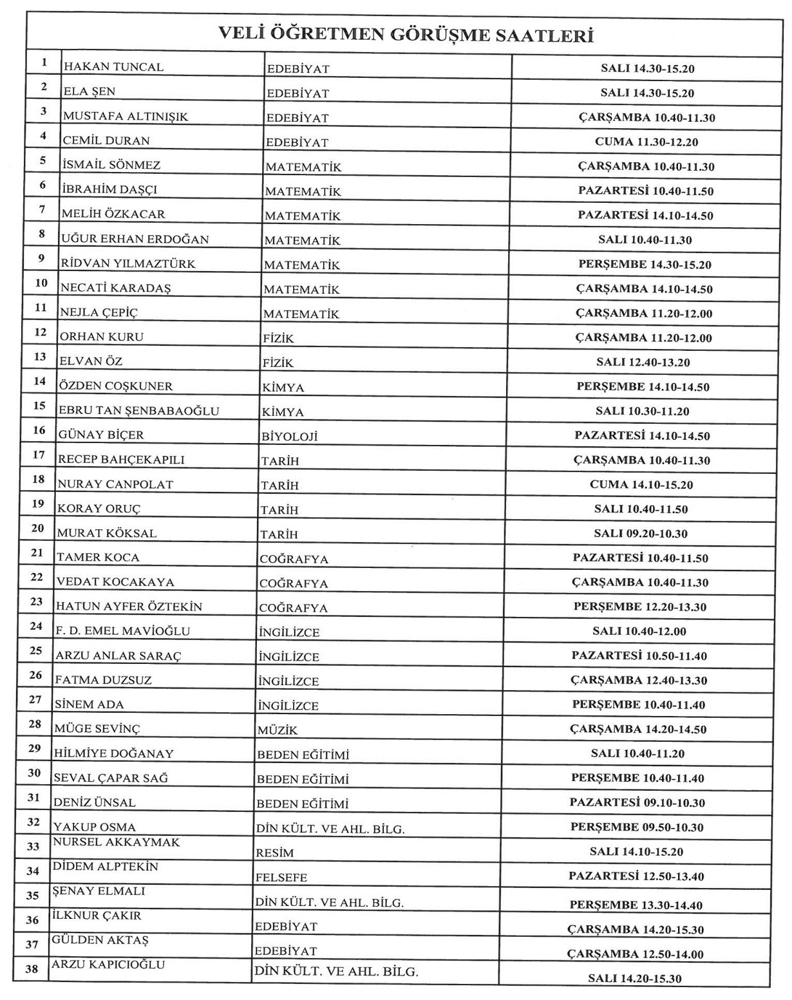 VELİ ÖĞRETMEN GÖRÜŞME SAATLERİ
1 HAKAN TUNCAL EDEBİYAT SALI 14.30-15.20
2 ELA ŞEN EDEBİYAT SALI 14.30-15.20
3 MUSTAFA ALTINIŞIK EDEBİYAT ÇARŞAMBA 10.40-11.30
4 CEMİL DURAN EDEBİYAT CUMA 11.30-12.20
5 İSMAİL SÖNMEZ MATEMATİK ÇARŞAMBA 10.40-11.30
6 İBRAHİM DAŞÇI MATEMATİK PAZARTESİ 10.40-11.50
7 MELİH ÖZKACAR MATEMATİK PAZARTESİ 14.10-14.50
8 UĞUR ERHAN ERDOĞAN MATEMATİK SALI 10.40-11.30
9 RİDVAN YILMAZTÜRK MATEMATİK PERŞEMBE 14.30-15.20
10 NECATİ KARADAŞ MATEMATİK ÇARŞAMBA 14.10-14.50
11 NEJLA ÇEPİÇ MATEMATİK ÇARŞAMBA 11.20-12.00
12 ORHAN KURU FİZİK ÇARŞAMBA 11.20-12.00
13 ELVAN ÖZ FİZİK SALI 12.40-13.20
14 ÖZDEN COŞKUNER KİMYA PERŞEMBE 14.10-14.50
15 EBRU TAN ŞENBABAOĞLU KİMYA SALI 10.30-11.20
16 GÜNAY BİÇER BİYOLOJİ PAZARTESİ 14.10-14.50
17 RECEP BAHÇEKAPILI TARİH ÇARŞAMBA 10.40-11.30
18 NURAY CANPOLAT TARİH CUMA 14.10-15.20
19 KORAY ORUÇ TARİH SALI 10.40-11.50
20 MURAT KÖKSAL TARİH SALI 09.20-10.30
21 TAMER KOCA COĞRAFYA PAZARTESİ 10.40-11.50
22 VEDAT KOCAKAYA COĞRAFYA ÇARŞAMBA 10.40-11.30
23 HATUN AYFER ÖZTEKİN COĞRAFYA PERŞEMBE 12.20-13.30
24 F. D. EMEL MAVİOĞLU İNGİLİZCE SALI 10.40-12.00
25 ARZU ANLAR SARAÇ İNGİLİZCE PAZARTESİ 10.50-11.40
26 FATMA DUZSUZ İNGİLİZCE ÇARŞAMBA 12.40-13.30
27 SİNEM ADA İNGİLİZCE PERŞEMBE 10.40-11.40
28 MÜGE SEVİNÇ MÜZİK ÇARŞAMBA 14.20-14.50
29 HİLMİYE DOĞANAY BEDEN EĞİTİMİ SALI 10.40-11.20
30 SEVAL ÇAPAR SAĞ BEDEN EĞİTİMİ PERŞEMBE 10.40-11.40
31 DENİZ ÜNSAL BEDEN EĞİTİMİ PAZARTESİ 09.10-10.30
32 YAKUP OSMA DİN KÜLT. VE AHL. BİLG. PERŞEMBE 09.50-10.30
33 NURSEL AKKAYMAK RESİM SALI 14.10-15.20
34 DİDEM ALPTEKİN FELSEFE PAZARTESİ 12.50-13.40
35 ŞENAY ELMALI DİN KÜLT. VE AHL. BİLG. PERŞEMBE 13.30-14.40
36 İLKNUR ÇAKIR EDEBİYAT ÇARŞAMBA 14.20-15.30
37 GÜLDEN AKTAŞ EDEBİYAT ÇARŞAMBA 12.50-14.00
38 ARZU KAPICIOĞLU DİN KÜLT. VE AHL. BİLG. SALI 14.20-15.30